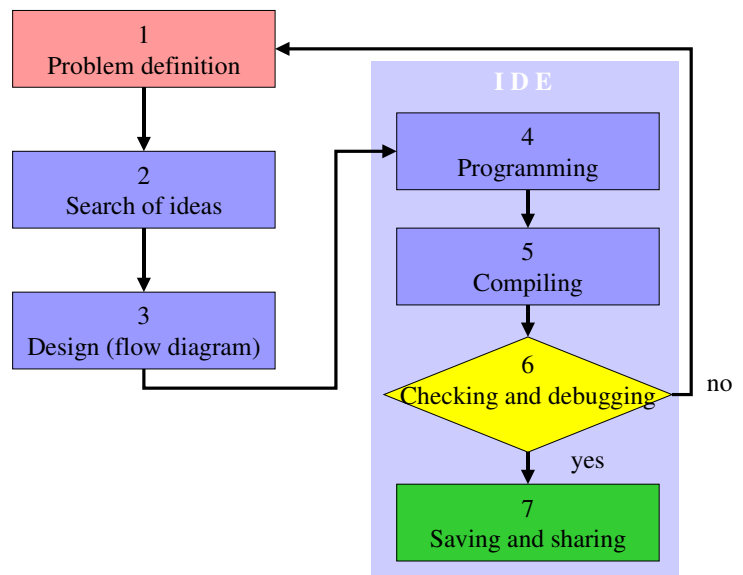 1
Problem definition
2
Search of ideas
3
Design (flow diagram)
I D E
4
Programming
5
Compiling
6
Checking and debugging
no
yes
7
Saving and sharing